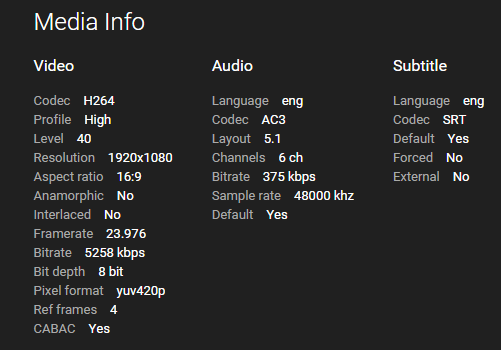 Media Info
Video
Codec H264
Profile High
Level 40
Resolution 1920x1080
Aspect ratio 16:9
Anamorphic No
Interlaced No
Framerate 23.976
Bitrate 5258 kbps
Bit depth 8 bit
Pixel format yuv420p
Ref frames 4
CABAC Yes
Audio
Language eng
Codec AC3
Layout 5.1
Channels 6 ch
Bitrate 375 kbps
Sample rate 48000 khz
Default Yes
Subtitle
Language eng
Codec SRT
Default Yes
Forced No
External No